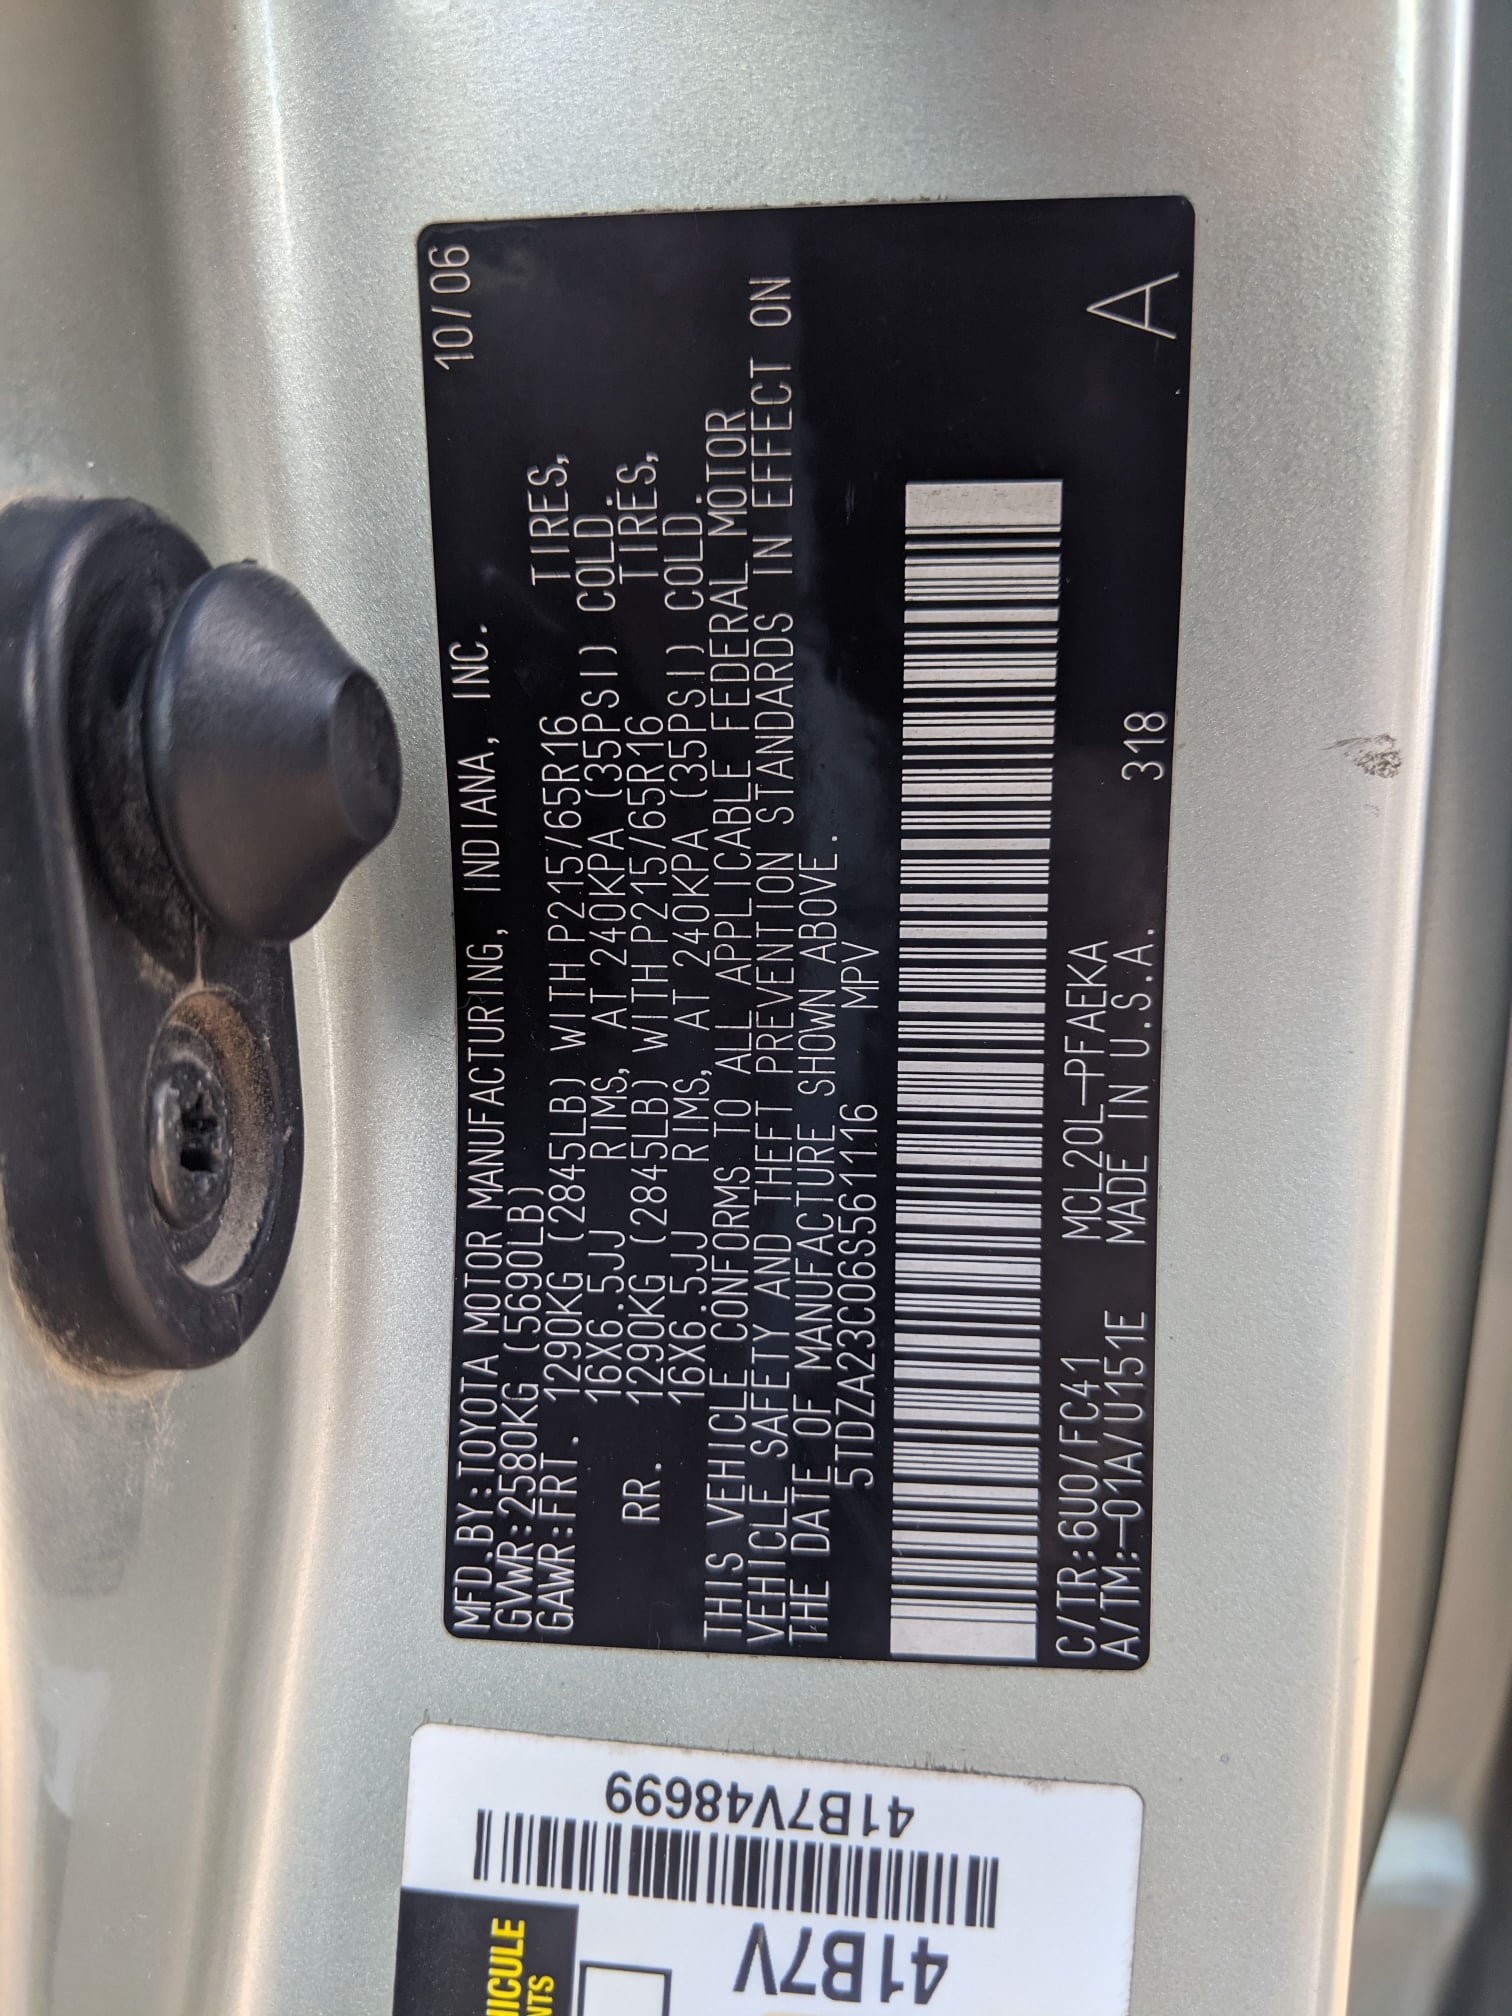 10/06
MFD.BY:TOYOTA MOTOR MANUFACTURING, INDIANA, INC.
GVWR:2580KG (5690LB)
GAWR:FRT. 1290KG (2845LB) WITH P215/65R16 TIRES,
16X6.5JJ RIMS, AT 240KPA (35PSI) COLD.
RR. 1290KG (2845LB) WITH P215/65R16 TIRES,
16X6.5JJ RIMS, AT 240KPA (35PSI) COLD.
THIS VEHICLE CONFORMS TO ALL APPLICABLE FEDERAL MOTOR
VEHICLE SAFETY AND THEFT PREVENTION STANDARDS IN EFFECT ON
THE DATE OF MANUFACTURE SHOWN ABOVE.
5TDZA23C06S561116 MPV
C/TR:6U0/FC41 MCL20L-PFAEKA
A/TM:-01A/U151E MADE IN U.S.A. 318
A
41B7V48699
41B7V